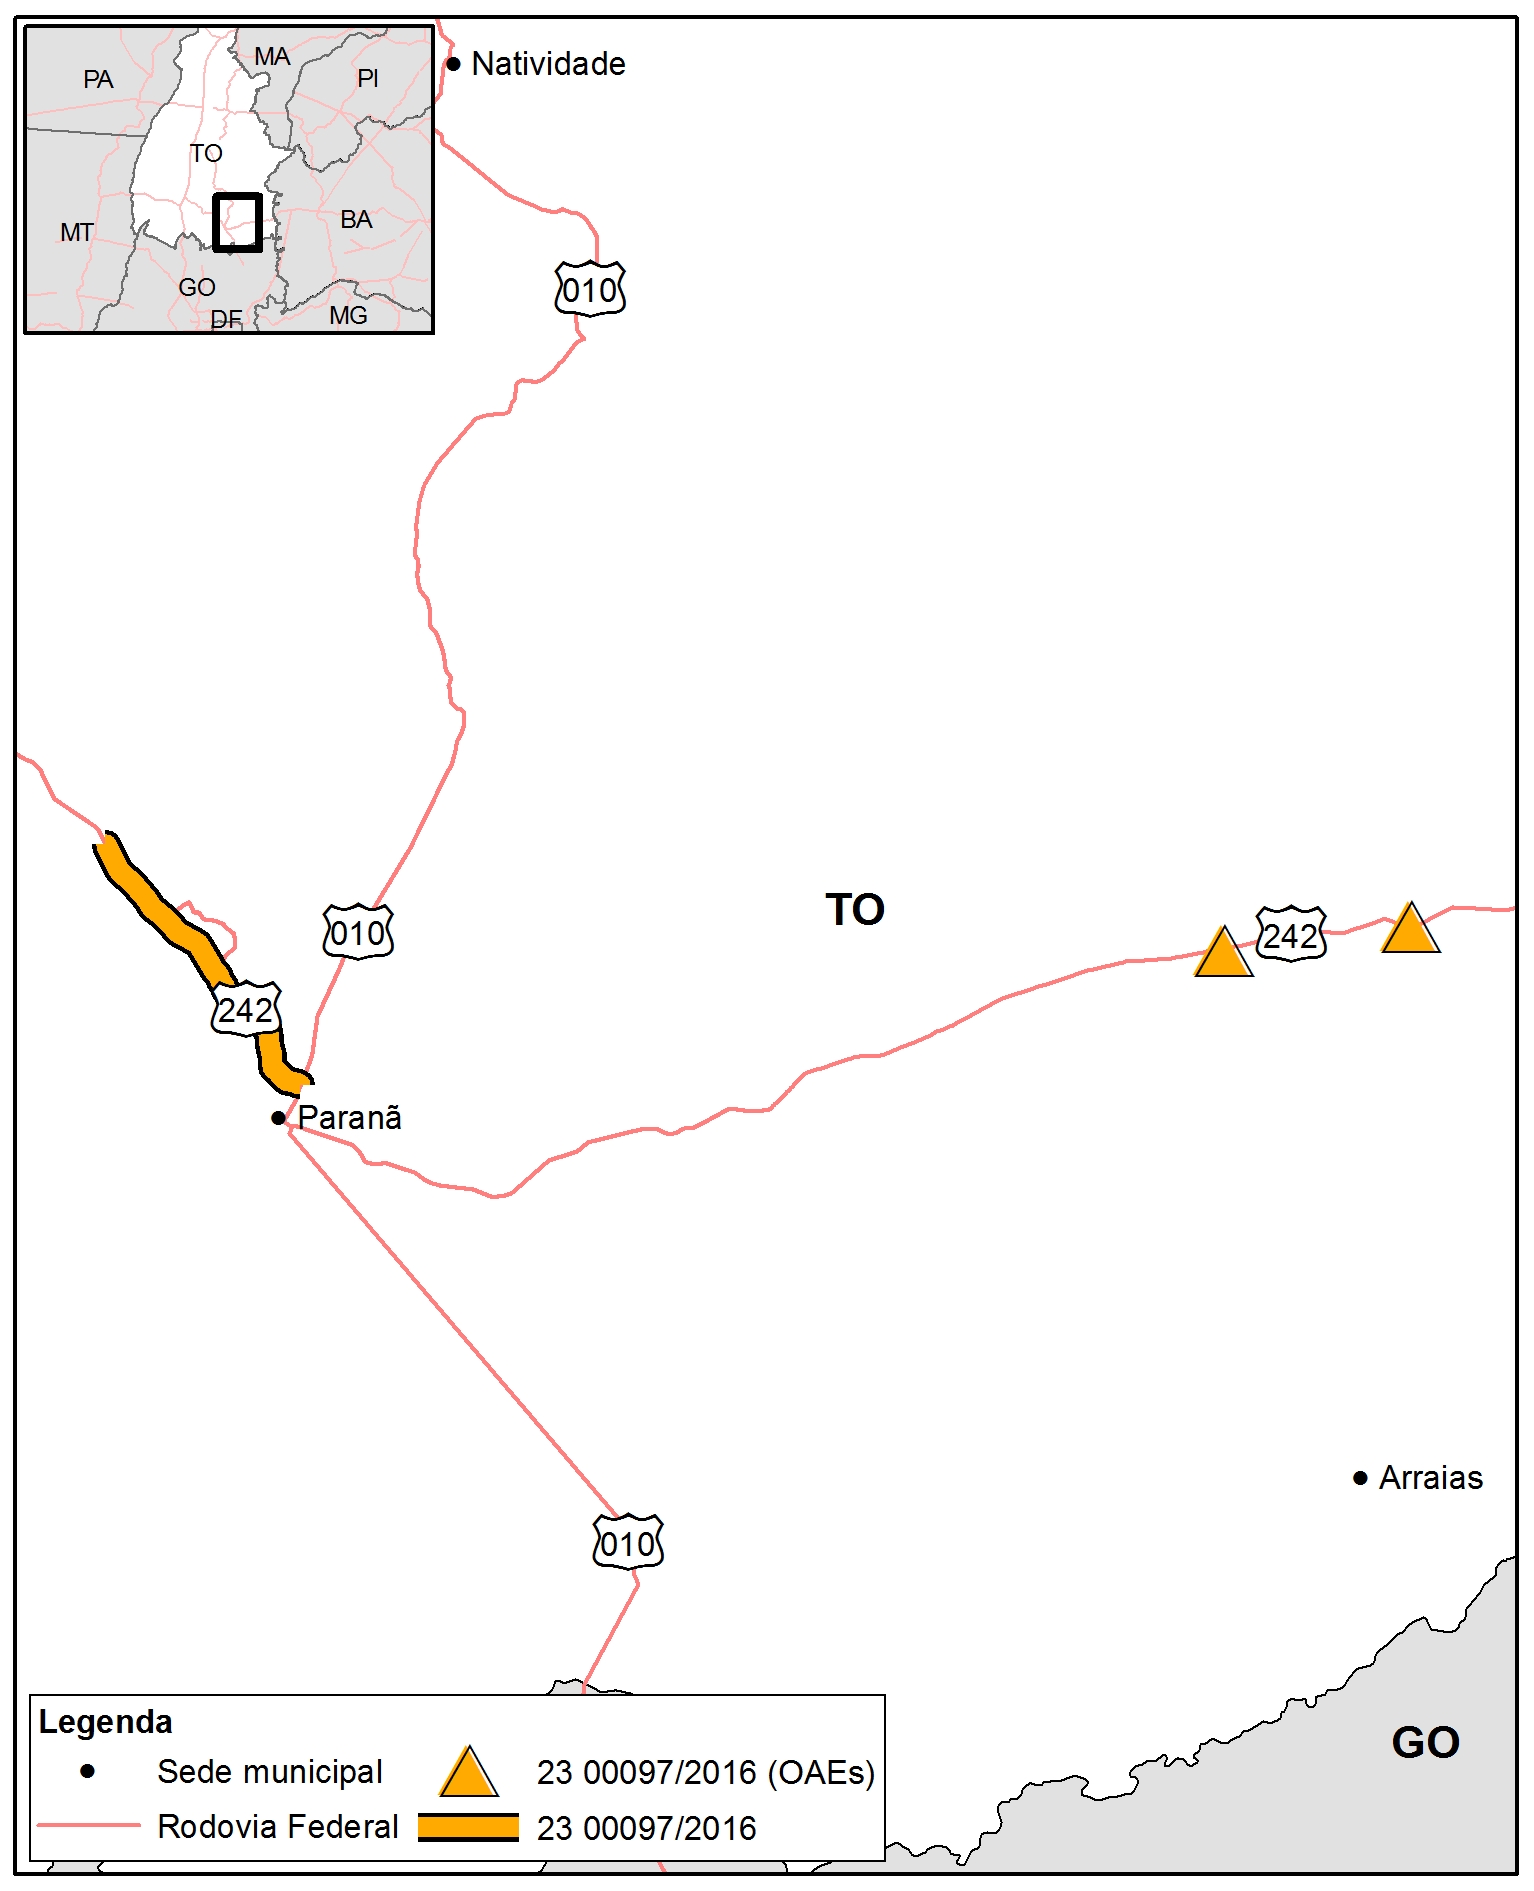 Natividade
PA
MA
PI
TO
MT
BA
GO
DF
MG
010
010
TO
242
242
Paranã
010
Arraias
GO
Legenda
Sede municipal
23 00097/2016 (OAEs)
Rodovia Federal
23 00097/2016